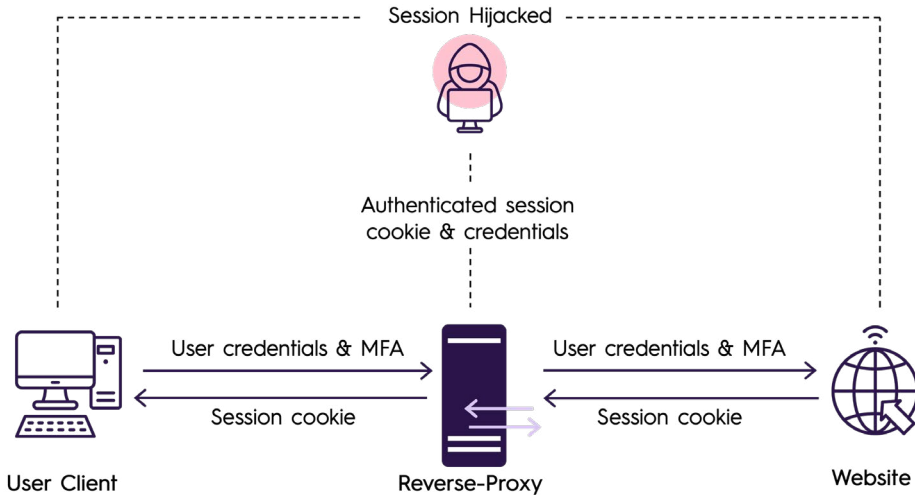 Session Hijacked
Authenticated session
cookie & credentials
User credentials & MFA
User credentials & MFA
Session cookie
Session cookie
User Client
Reverse-Proxy
Website